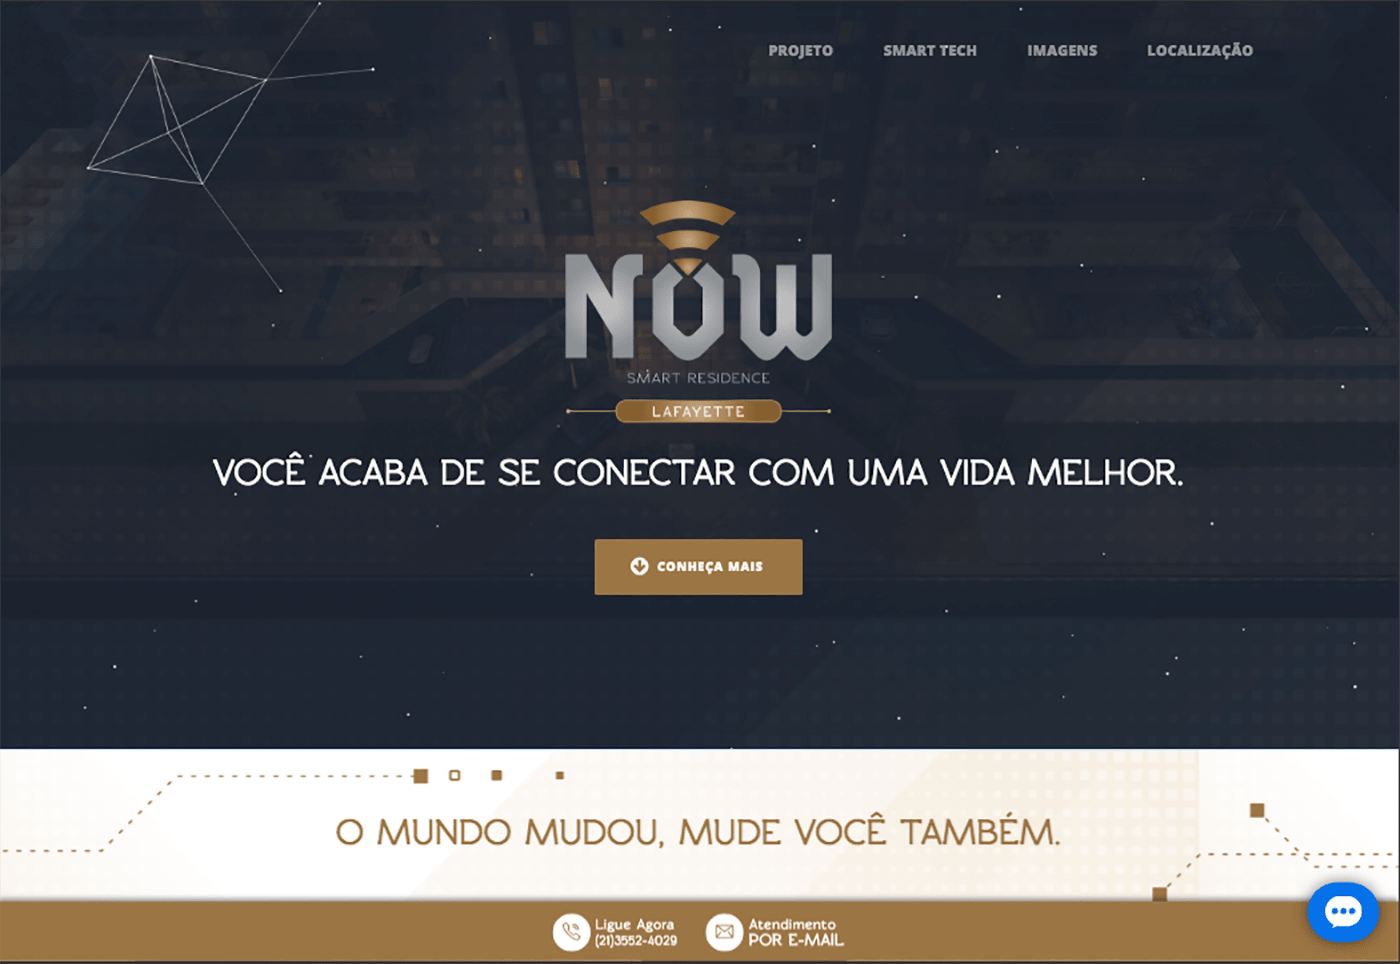 PROJETO SMART TECH IMAGENS LOCALIZAÇÃO
NOW
SMART RESIDENCE
LAFAYETTE
VOCÊ ACABA DE SE CONECTAR COM UMA VIDA MELHOR.
CONHEÇA MAIS
O MUNDO MUDOU, MUDE VOCÊ TAMBÉM.
Ligue Agora
(21)3552-4029
Atendimento
POR E-MAIL